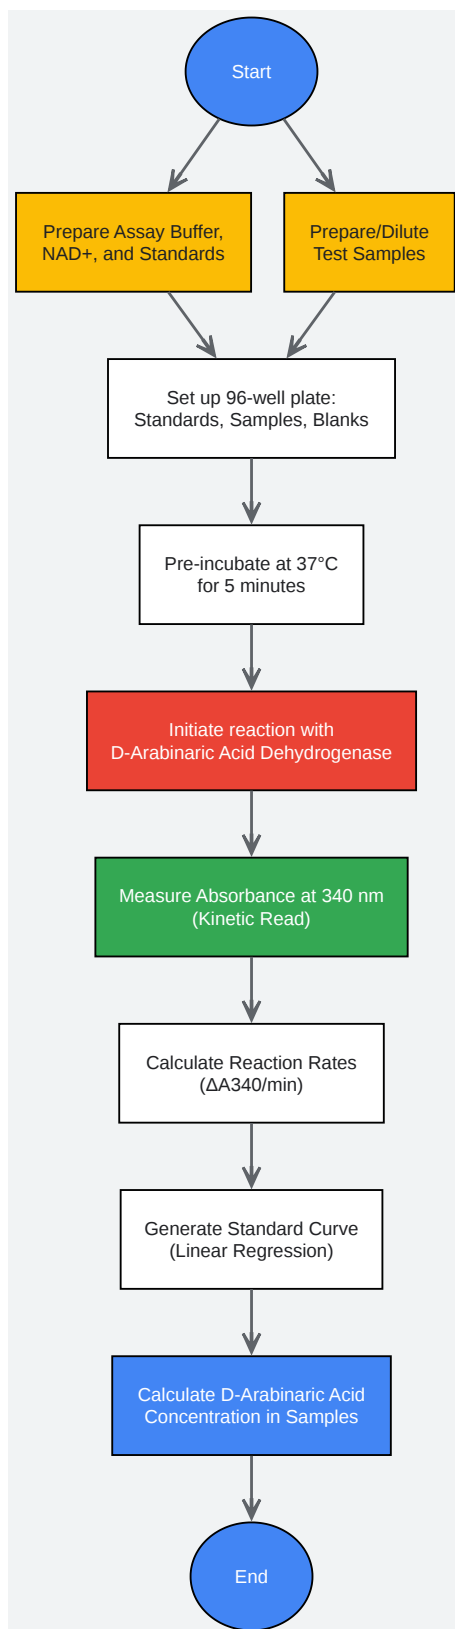 Start
Prepare Assay Buffer,
NAD+, and Standards
Prepare/Dilute
Test Samples
Set up 96-well plate:
Standards, Samples, Blanks
Pre-incubate at 37°C
for 5 minutes
Initiate reaction with
D-Arabinaric Acid Dehydrogenase
Measure Absorbance at 340 nm
(Kinetic Read)
Calculate Reaction Rates
(ΔA340/min)
Generate Standard Curve
(Linear Regression)
Calculate D-Arabinaric Acid
Concentration in Samples
End